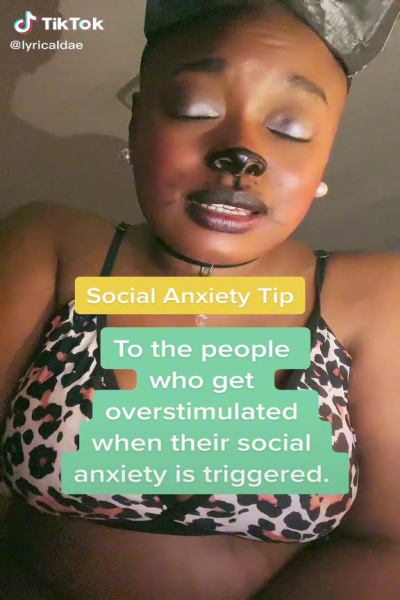 TikTok
@lyricaldae
Social Anxiety Tip
To the people
who get
overstimulated
when their social
anxiety is triggered.